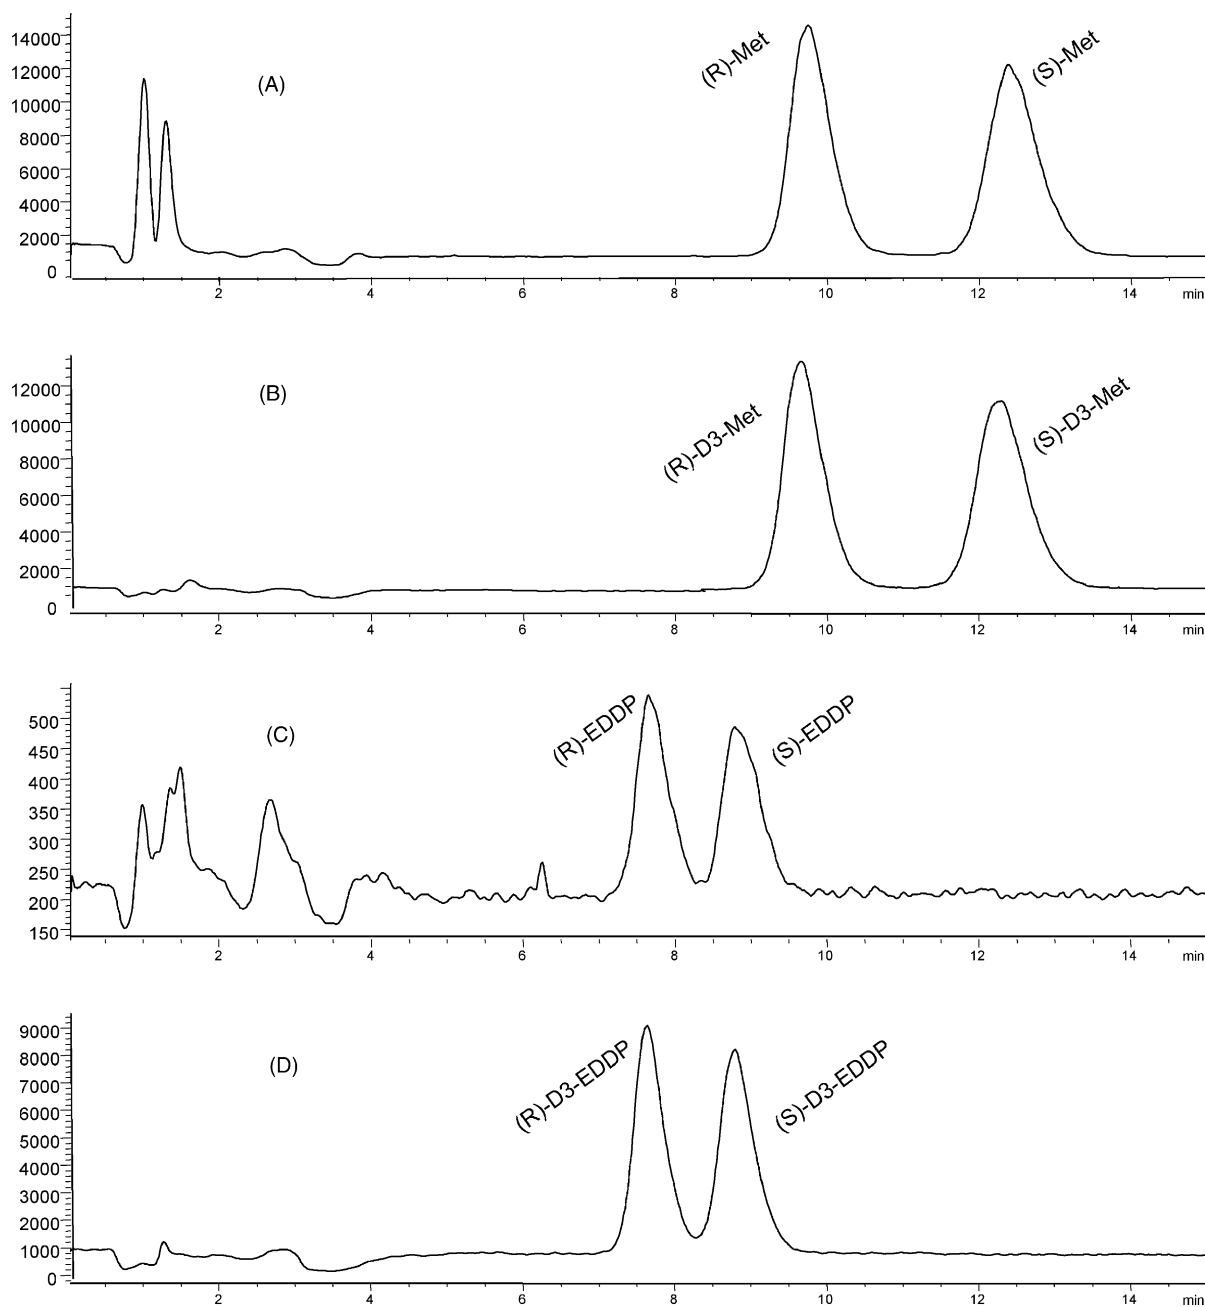 14000
12000
10000
8000
6000
4000
2000
0
(A)
(R)-Met
(S)-Met
2 4 6 8 10 12 14 min
12000
10000
8000
6000
4000
2000
0
(B)
(R)-D3-Met
(S)-D3-Met
2 4 6 8 10 12 14 min
500
450
400
350
300
250
200
150
(C)
(R)-EDDP
(S)-EDDP
2 4 6 8 10 12 14 min
9000
8000
7000
6000
5000
4000
3000
2000
1000
0
(D)
(R)-D3-EDDP
(S)-D3-EDDP
2 4 6 8 10 12 14 min